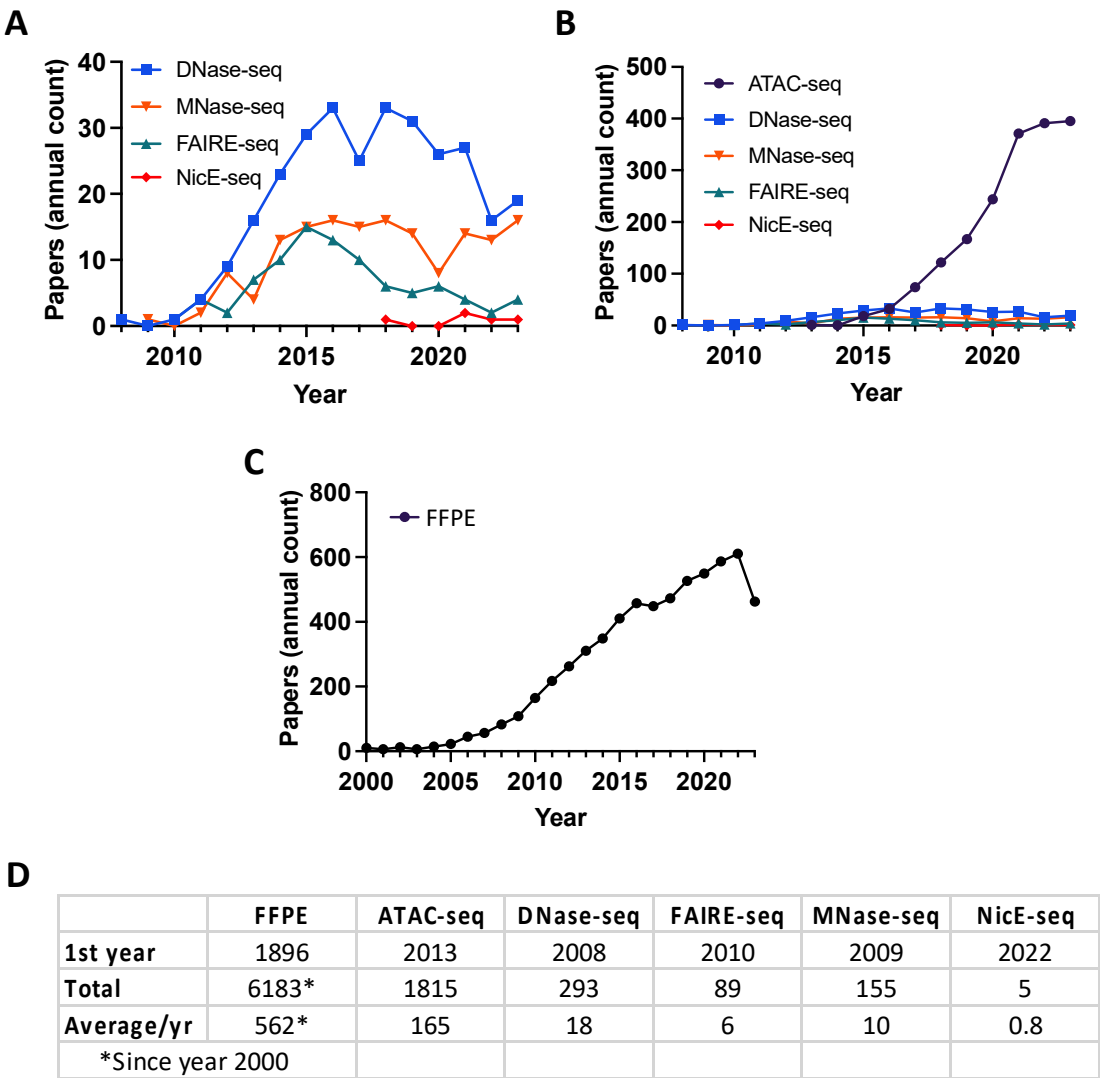 A
Papers (annual count)
40
30
20
10
0
DNase-seq
MNase-seq
FAIRE-seq
NicE-seq
2010 2015 2020
Year
B
Papers (annual count)
500
400
300
200
100
0
ATAC-seq
DNase-seq
MNase-seq
FAIRE-seq
NicE-seq
2010 2015 2020
Year
C
Papers (annual count)
800
600
400
200
0
FFPE
2000 2005 2010 2015 2020
Year
D
FFPE ATAC-seq DNase-seq FAIRE-seq MNase-seq NicE-seq
1st year 1896 2013 2008 2010 2009 2022
Total 6183* 1815 293 89 155 5
Average/yr 562* 165 18 6 10 0.8
*Since year 2000